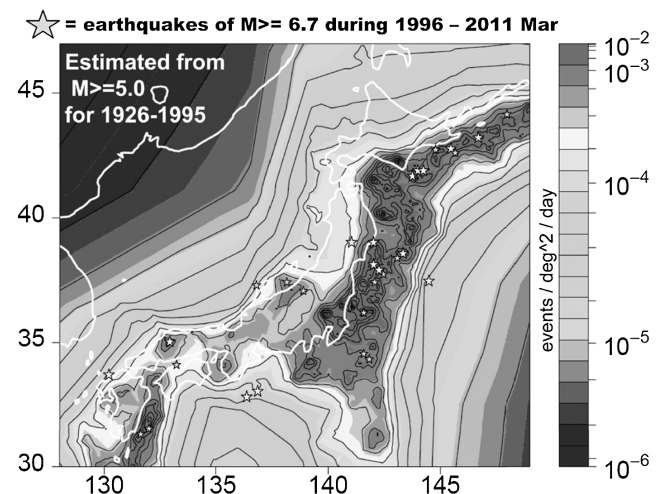 = earthquakes of M>= 6.7 during 1996 – 2011 Mar
Estimated from
M>=5.0
for 1926-1995
45
40
35
30
130
135
140
145
10^-2
10^-3
10^-4
10^-5
10^-6
events / deg^2 / day